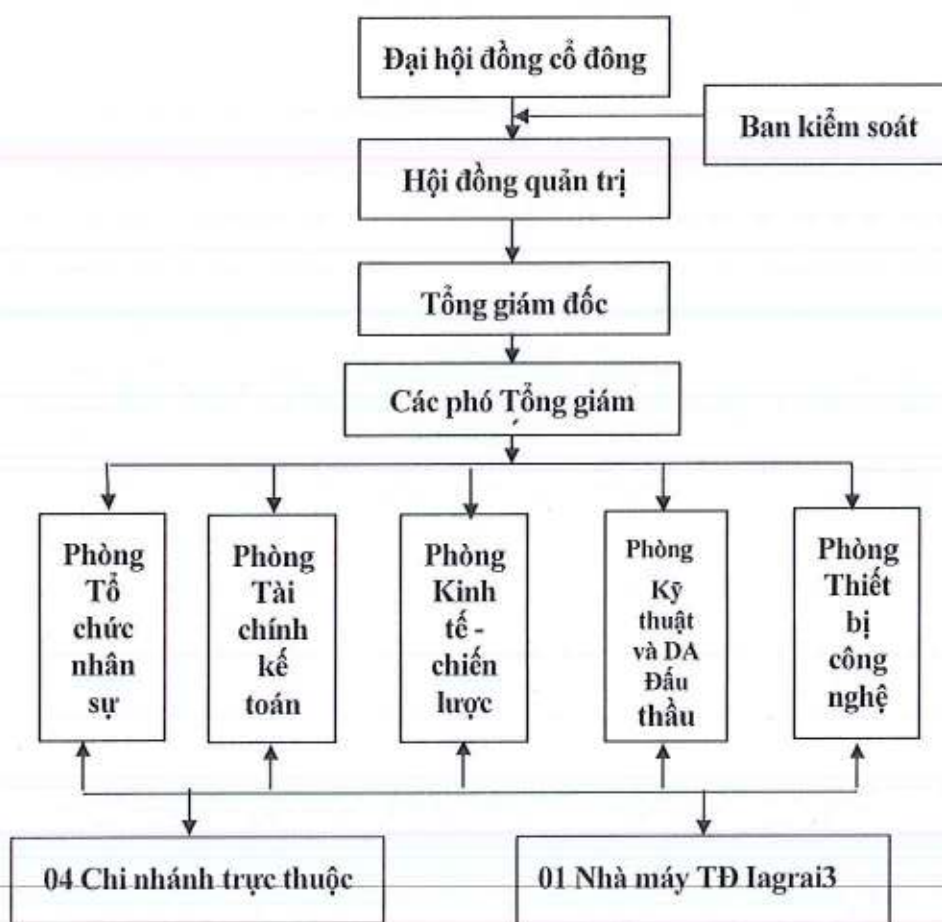 Đại hội đồng cổ đông
Ban kiểm soát
Hội đồng quản trị
Tổng giám đốc
Các phó Tổng giám
Phòng
Tổ
chức
nhân
sự
Phòng
Tài
chính
kế
toán
Phòng
Kinh
tế -
chiến
lược
Phòng
Kỹ
thuật
và DA
Đấu
thầu
Phòng
Thiết
bị
công
nghệ
04 Chi nhánh trực thuộc
01 Nhà máy TĐ Iagrai3